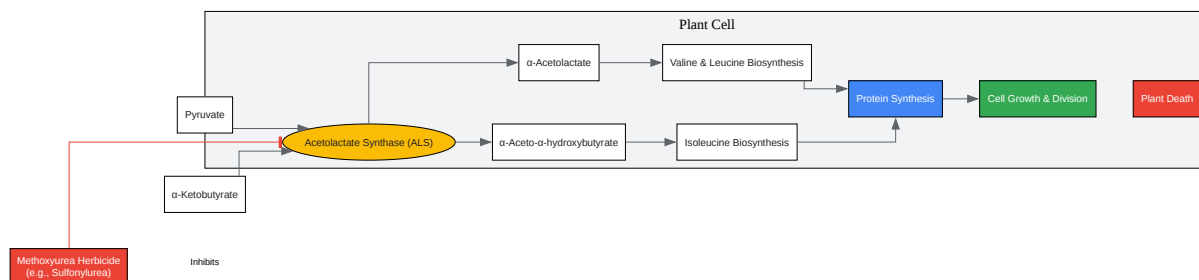 Plant Cell
α-Acetolactate
Valine & Leucine Biosynthesis
Pyruvate
Protein Synthesis
Cell Growth & Division
Plant Death
Acetolactate Synthase (ALS)
α-Aceto-α-hydroxybutyrate
Isoleucine Biosynthesis
α-Ketobutyrate
Methoxyurea Herbicide
(e.g., Sulfonylurea)
Inhibits